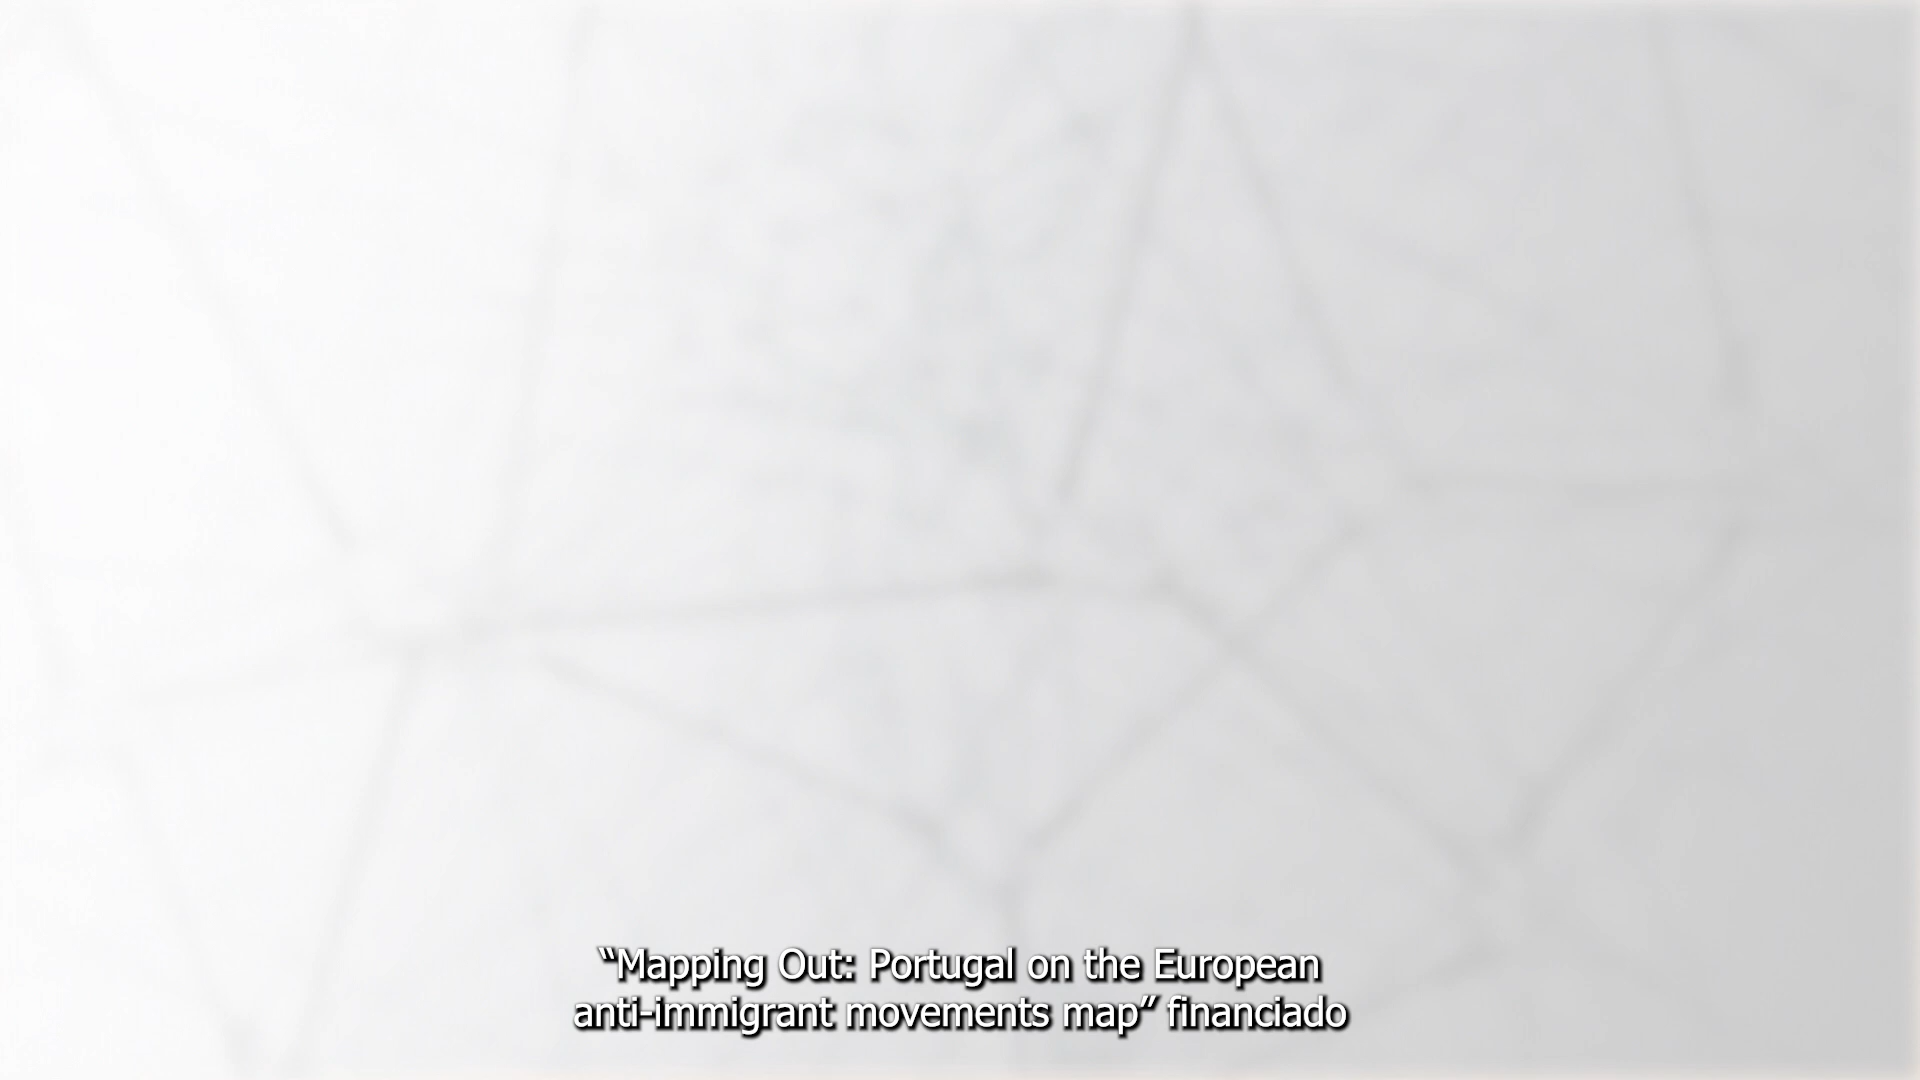 “Mapping Out: Portugal on the European
anti-immigrant movements map” financiado